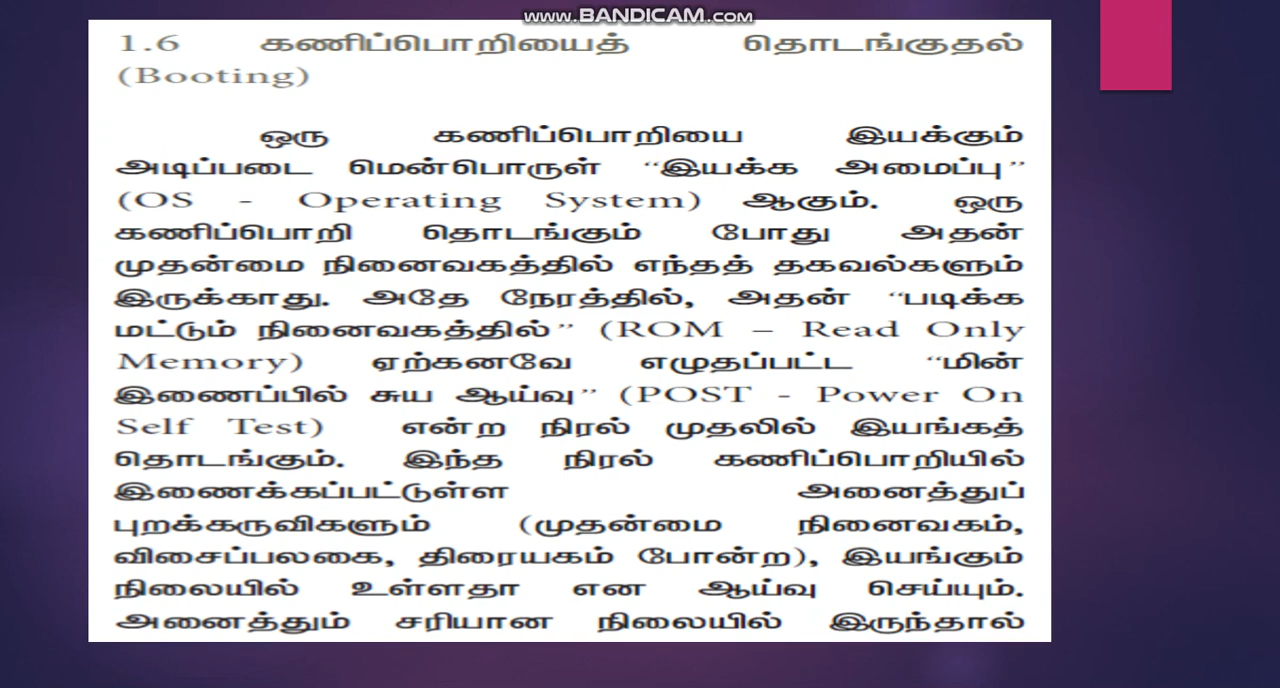 www.BANDICAM.com
1.6 கணிப்பொறியைத் தொடங்குதல்
(Booting)
ஒரு கணிப்பொறியை இயக்கும்
அடிப்படை மென்பொருள் “இயக்க அமைப்பு”
(OS - Operating System) ஆகும். ஒரு
கணிப்பொறி தொடங்கும் போது அதன்
முதன்மை நினைவகத்தில் எந்தத் தகவல்களும்
இருக்காது. அதே நேரத்தில், அதன் “படிக்க
மட்டும் நினைவகத்தில்” (ROM – Read Only
Memory) ஏற்கனவே எழுதப்பட்ட “மின்
இணைப்பில் சுய ஆய்வு” (POST - Power On
Self Test) என்ற நிரல் முதலில் இயங்கத்
தொடங்கும். இந்த நிரல் கணிப்பொறியில்
இணைக்கப்பட்டுள்ள அனைத்துப்
புறக்கருவிகளும் (முதன்மை நினைவகம்,
விசைப்பலகை, திரையகம் போன்ற), இயங்கும்
நிலையில் உள்ளதா என ஆய்வு செய்யும்.
அனைத்தும் சரியான நிலையில் இருந்தால்